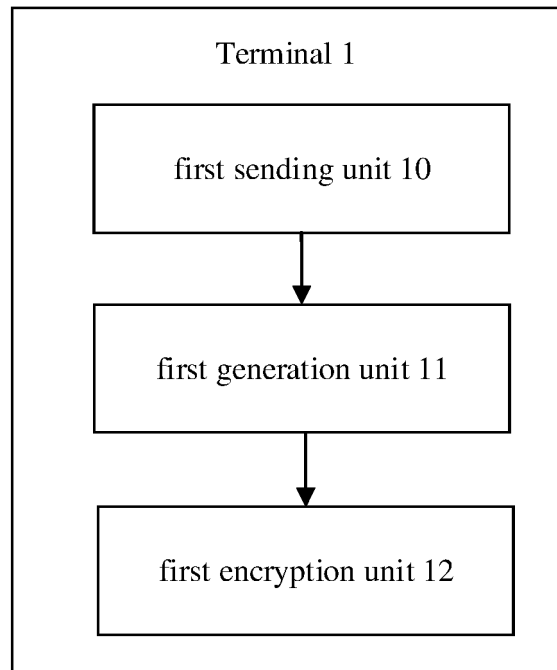 Terminal 1
first sending unit 10
first generation unit 11
first encryption unit 12